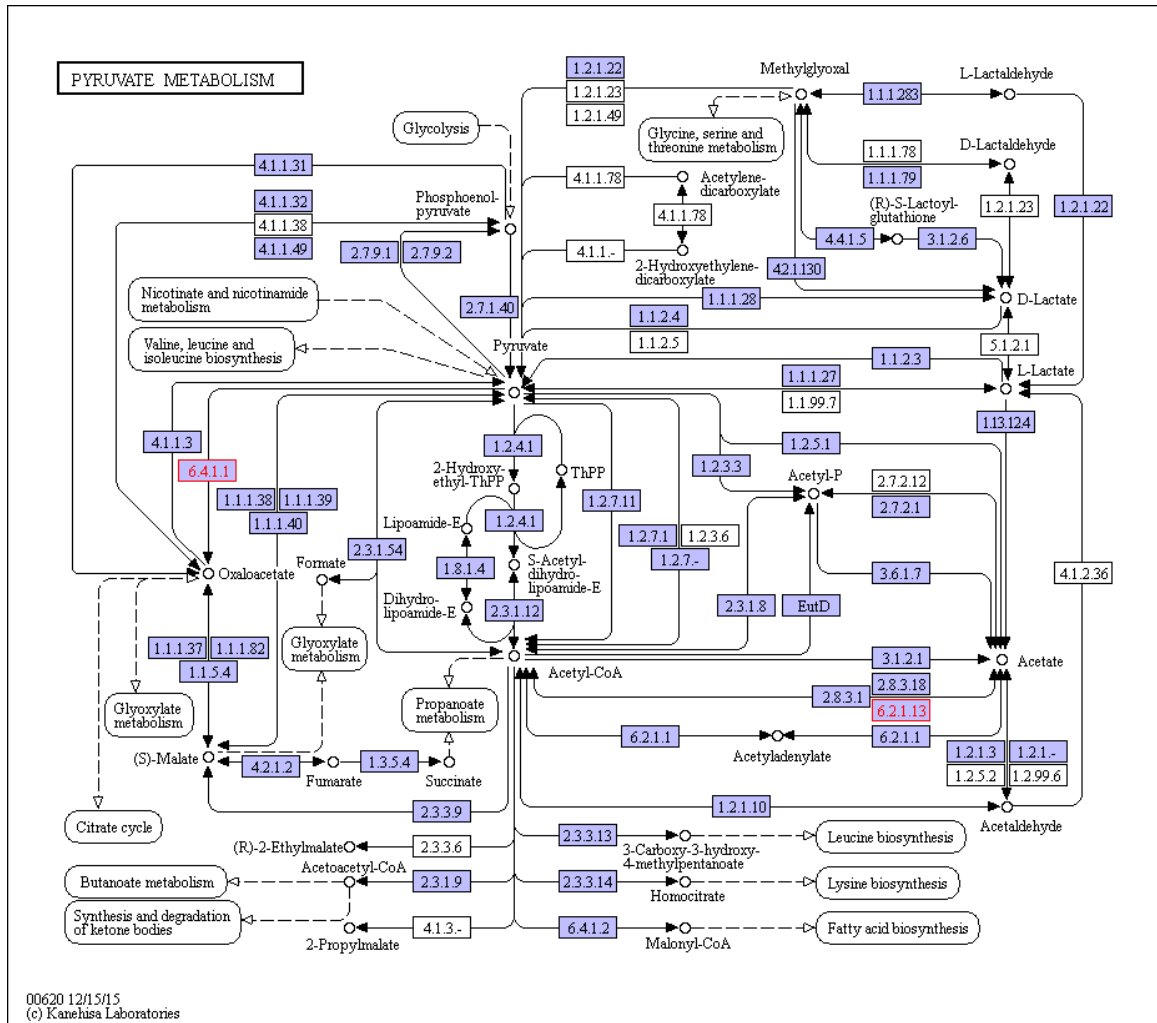 PYRUVATE METABOLISM
1.2.1.22
1.2.1.23
1.2.1.49
Methylglyoxal
1.1.1.283
L-Lactaldehyde
Glycolysis
Glycine, serine and
threonine metabolism
D-Lactaldehyde
1.1.1.78
1.1.1.79
4.1.1.31
4.1.1.78
Acetylene-
dicarboxylate
4.1.1.32
4.1.1.38
4.1.1.49
Phosphoenol-
pyruvate
4.1.1.78
(R)-S-Lactoyl-
glutathione
1.2.1.23
1.2.1.22
2.7.9.1
2.7.9.2
4.1.1.-
4.4.1.5
3.1.2.6
2-Hydroxyethylene-
dicarboxylate
4.2.1.130
Nicotinate and nicotinamide
metabolism
2.7.1.40
1.1.1.28
D-Lactate
1.1.2.4
1.1.2.5
Valine, leucine and
isoleucine biosynthesis
Pyruvate
5.1.2.1
1.1.2.3
L-Lactate
1.1.1.27
1.1.99.7
1.13.12.4
4.1.1.3
1.2.4.1
1.2.5.1
6.4.1.1
2-Hydroxy-
ethyl-ThPP
ThPP
1.2.3.3
Acetyl-P
2.7.2.12
2.7.2.1
1.1.1.38
1.1.1.39
1.1.1.40
Lipoamide-E
1.2.4.1
1.2.7.11
1.2.7.1
1.2.3.6
1.2.7.-
2.3.1.54
Oxaloacetate
Formate
1.8.1.4
S-Acetyl-
dihydro-
lipoamide-E
3.6.1.7
4.1.2.36
Dihydro-
lipoamide-E
2.3.1.12
2.3.1.8
EutD
1.1.1.37
1.1.1.82
1.1.5.4
Glyoxylate
metabolism
Acetyl-CoA
3.1.2.1
Acetate
Glyoxylate
metabolism
Propanoate
metabolism
2.8.3.1
2.8.3.18
6.2.1.13
6.2.1.1
6.2.1.1
Acetyladenylate
(S)-Malate
4.2.1.2
Fumarate
1.3.5.4
Succinate
1.2.1.3
1.2.1.-
1.2.5.2
1.2.99.6
2.3.3.9
1.2.1.10
Acetaldehyde
Citrate cycle
2.3.3.13
3-Carboxy-3-hydroxy-
4-methylpentanoate
Leucine biosynthesis
(R)-2-Ethylmalate
2.3.3.6
Acetoacetyl-CoA
Butanoate metabolism
2.3.1.9
2.3.3.14
Homocitrate
Lysine biosynthesis
Synthesis and degradation
of ketone bodies
4.1.3.-
2-Propylmalate
6.4.1.2
Malonyl-CoA
Fatty acid biosynthesis
00620 12/15/15
(c) Kanehisa Laboratories